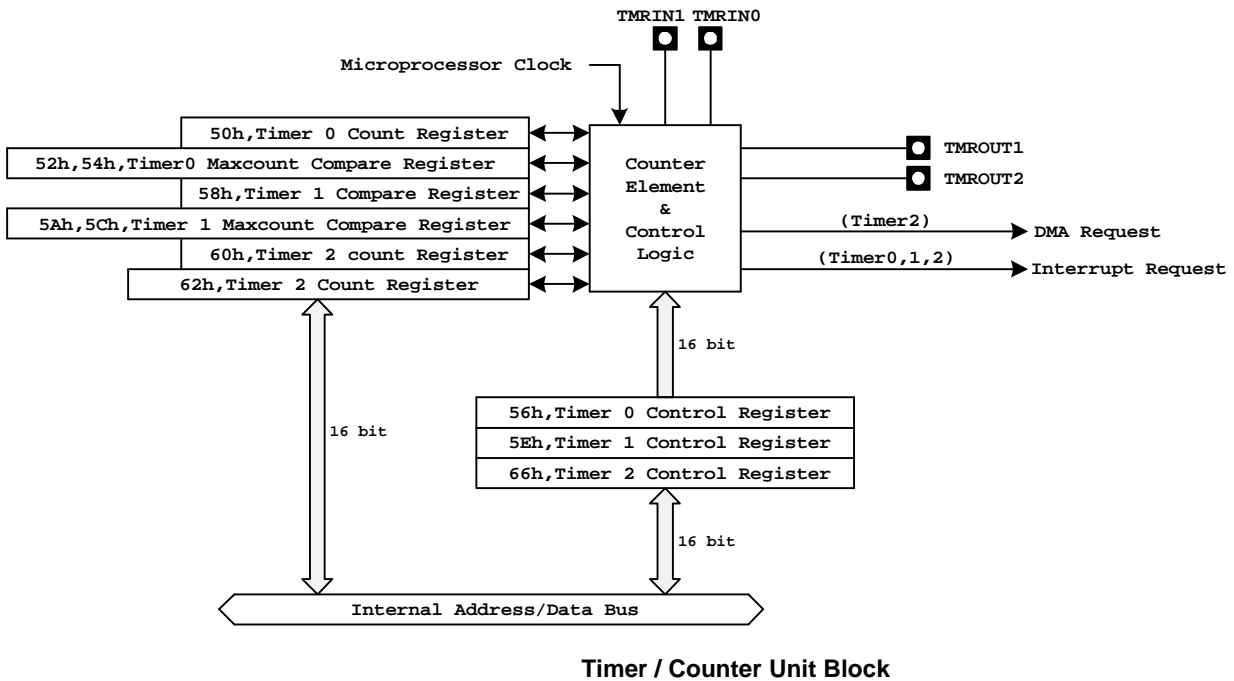 TMRIN1 TMRIN0
Microprocessor Clock
50h,Timer 0 Count Register
52h,54h,Timer0 Maxcount Compare Register
58h,Timer 1 Compare Register
5Ah,5Ch,Timer 1 Maxcount Compare Register
60h,Timer 2 count Register
62h,Timer 2 Count Register
Counter
Element
&
Control
Logic
TMROUT1
TMROUT2
(Timer2)
DMA Request
(Timer0,1,2)
Interrupt Request
16 bit
56h,Timer 0 Control Register
5Eh,Timer 1 Control Register
66h,Timer 2 Control Register
16 bit
16 bit
Internal Address/Data Bus
Timer / Counter Unit Block